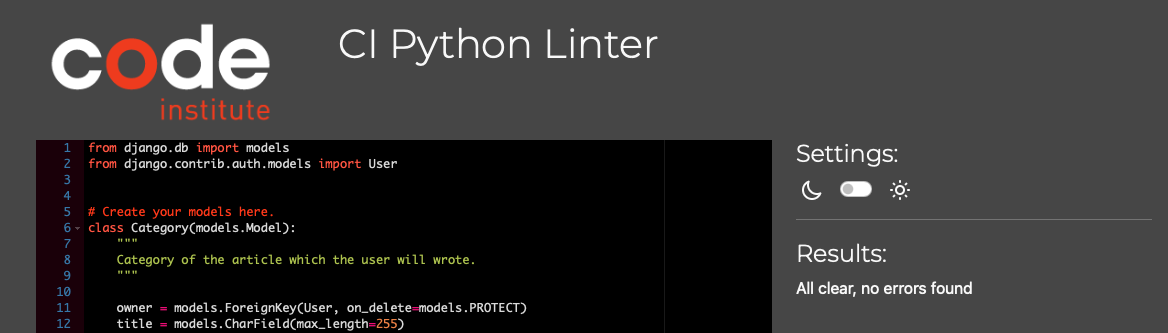 code
institute
CI Python Linter
1 from django.db import models
2 from django.contrib.auth.models import User
3
4
5 # Create your models here.
6 class Category(models.Model):
7 """
8 Category of the article which the user will wrote.
9 """
10
11 owner = models.ForeignKey(User, on_delete=models.PROTECT)
12 title = models.CharField(max_length=255)
Settings:
Results:
All clear, no errors found